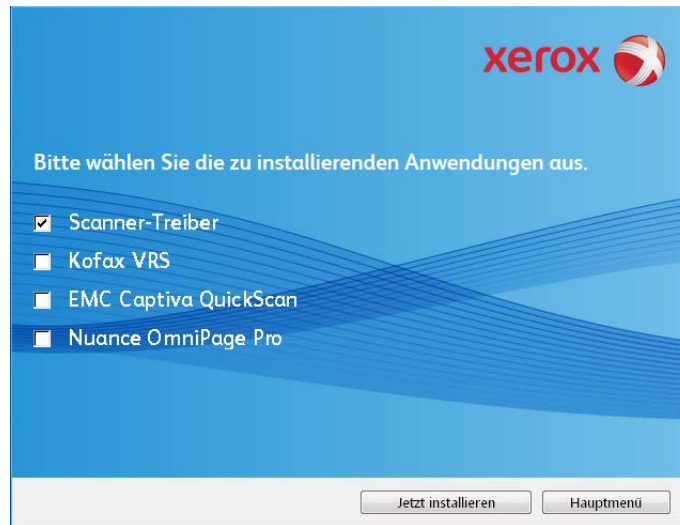 xerox
Bitte wählen Sie die zu installierenden Anwendungen aus.
Scanner-Treiber
Kofax VRS
EMC Captiva QuickScan
Nuance OmniPage Pro
Jetzt installieren
Hauptmenü